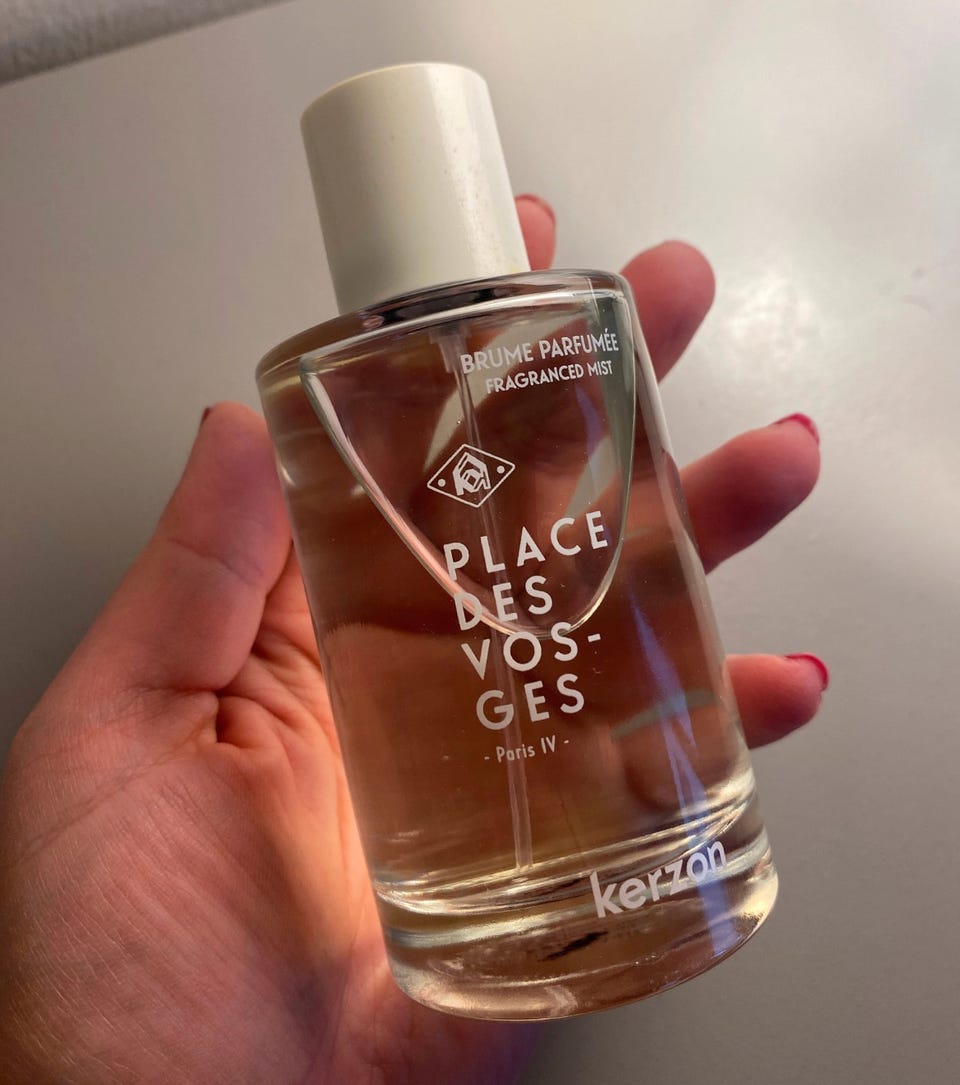 BRUME PARFUMÉE
FRAGRANCED MIST
PLACE
DES
VOS-
GES
- Paris IV -
kerzon